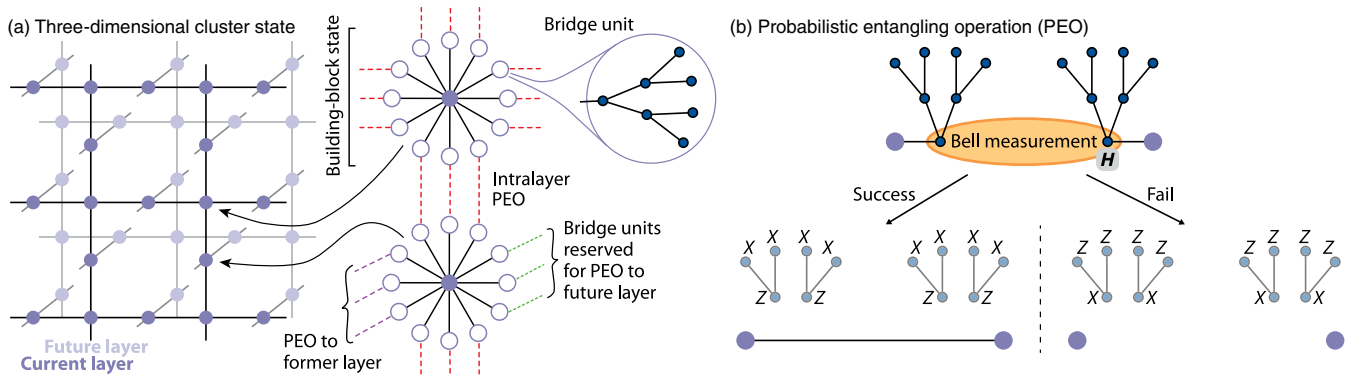 (a) Three-dimensional cluster state
Future layer
Current layer
Building-block state
Bridge unit
Intralayer
PEO
Bridge units
reserved
for PEO to
future layer
PEO to
former layer
(b) Probabilistic entangling operation (PEO)
Bell measurement
H
Success
Fail
X X X X
Z Z
X X X X
Z Z
Z Z Z Z
X X
Z Z Z Z
X X